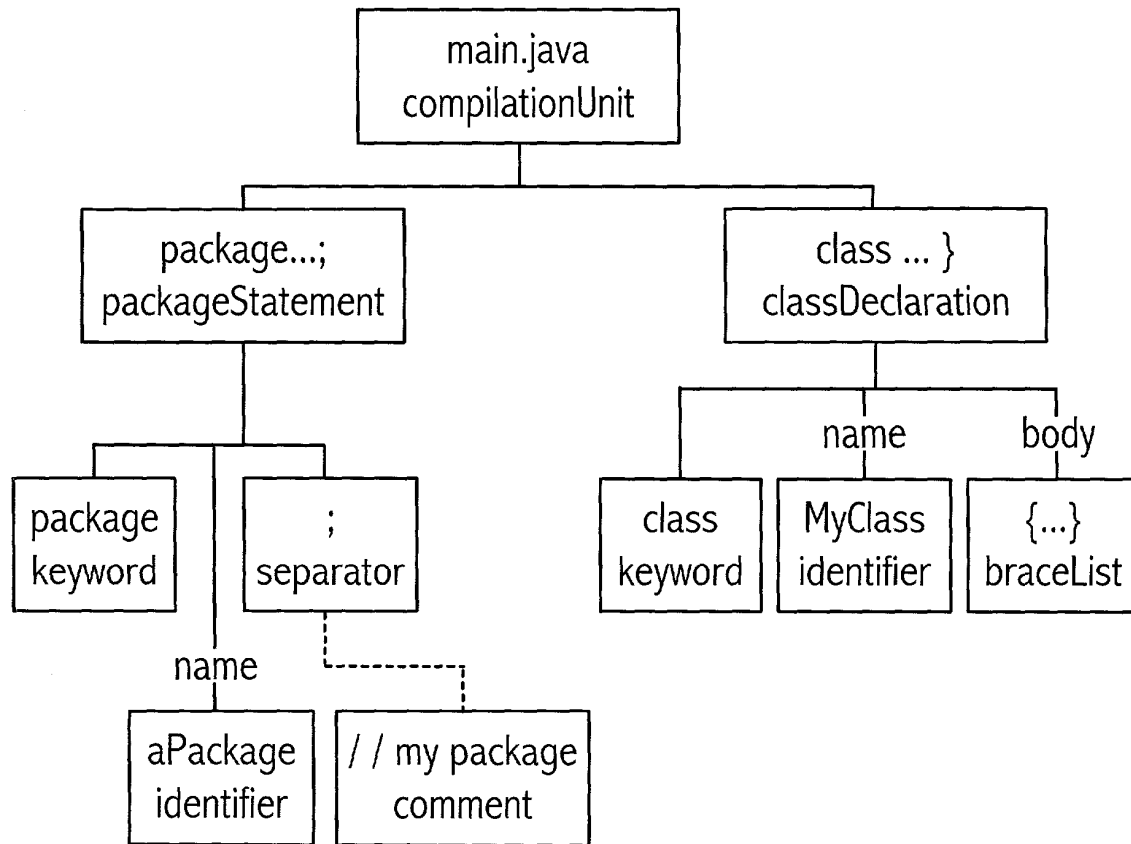 main.java
compilationUnit
package...;
packageStatement
class ... }
classDeclaration
name
body
package
keyword
;
separator
class
keyword
MyClass
identifier
{...}
braceList
name
aPackage
identifier
/ / my package
comment